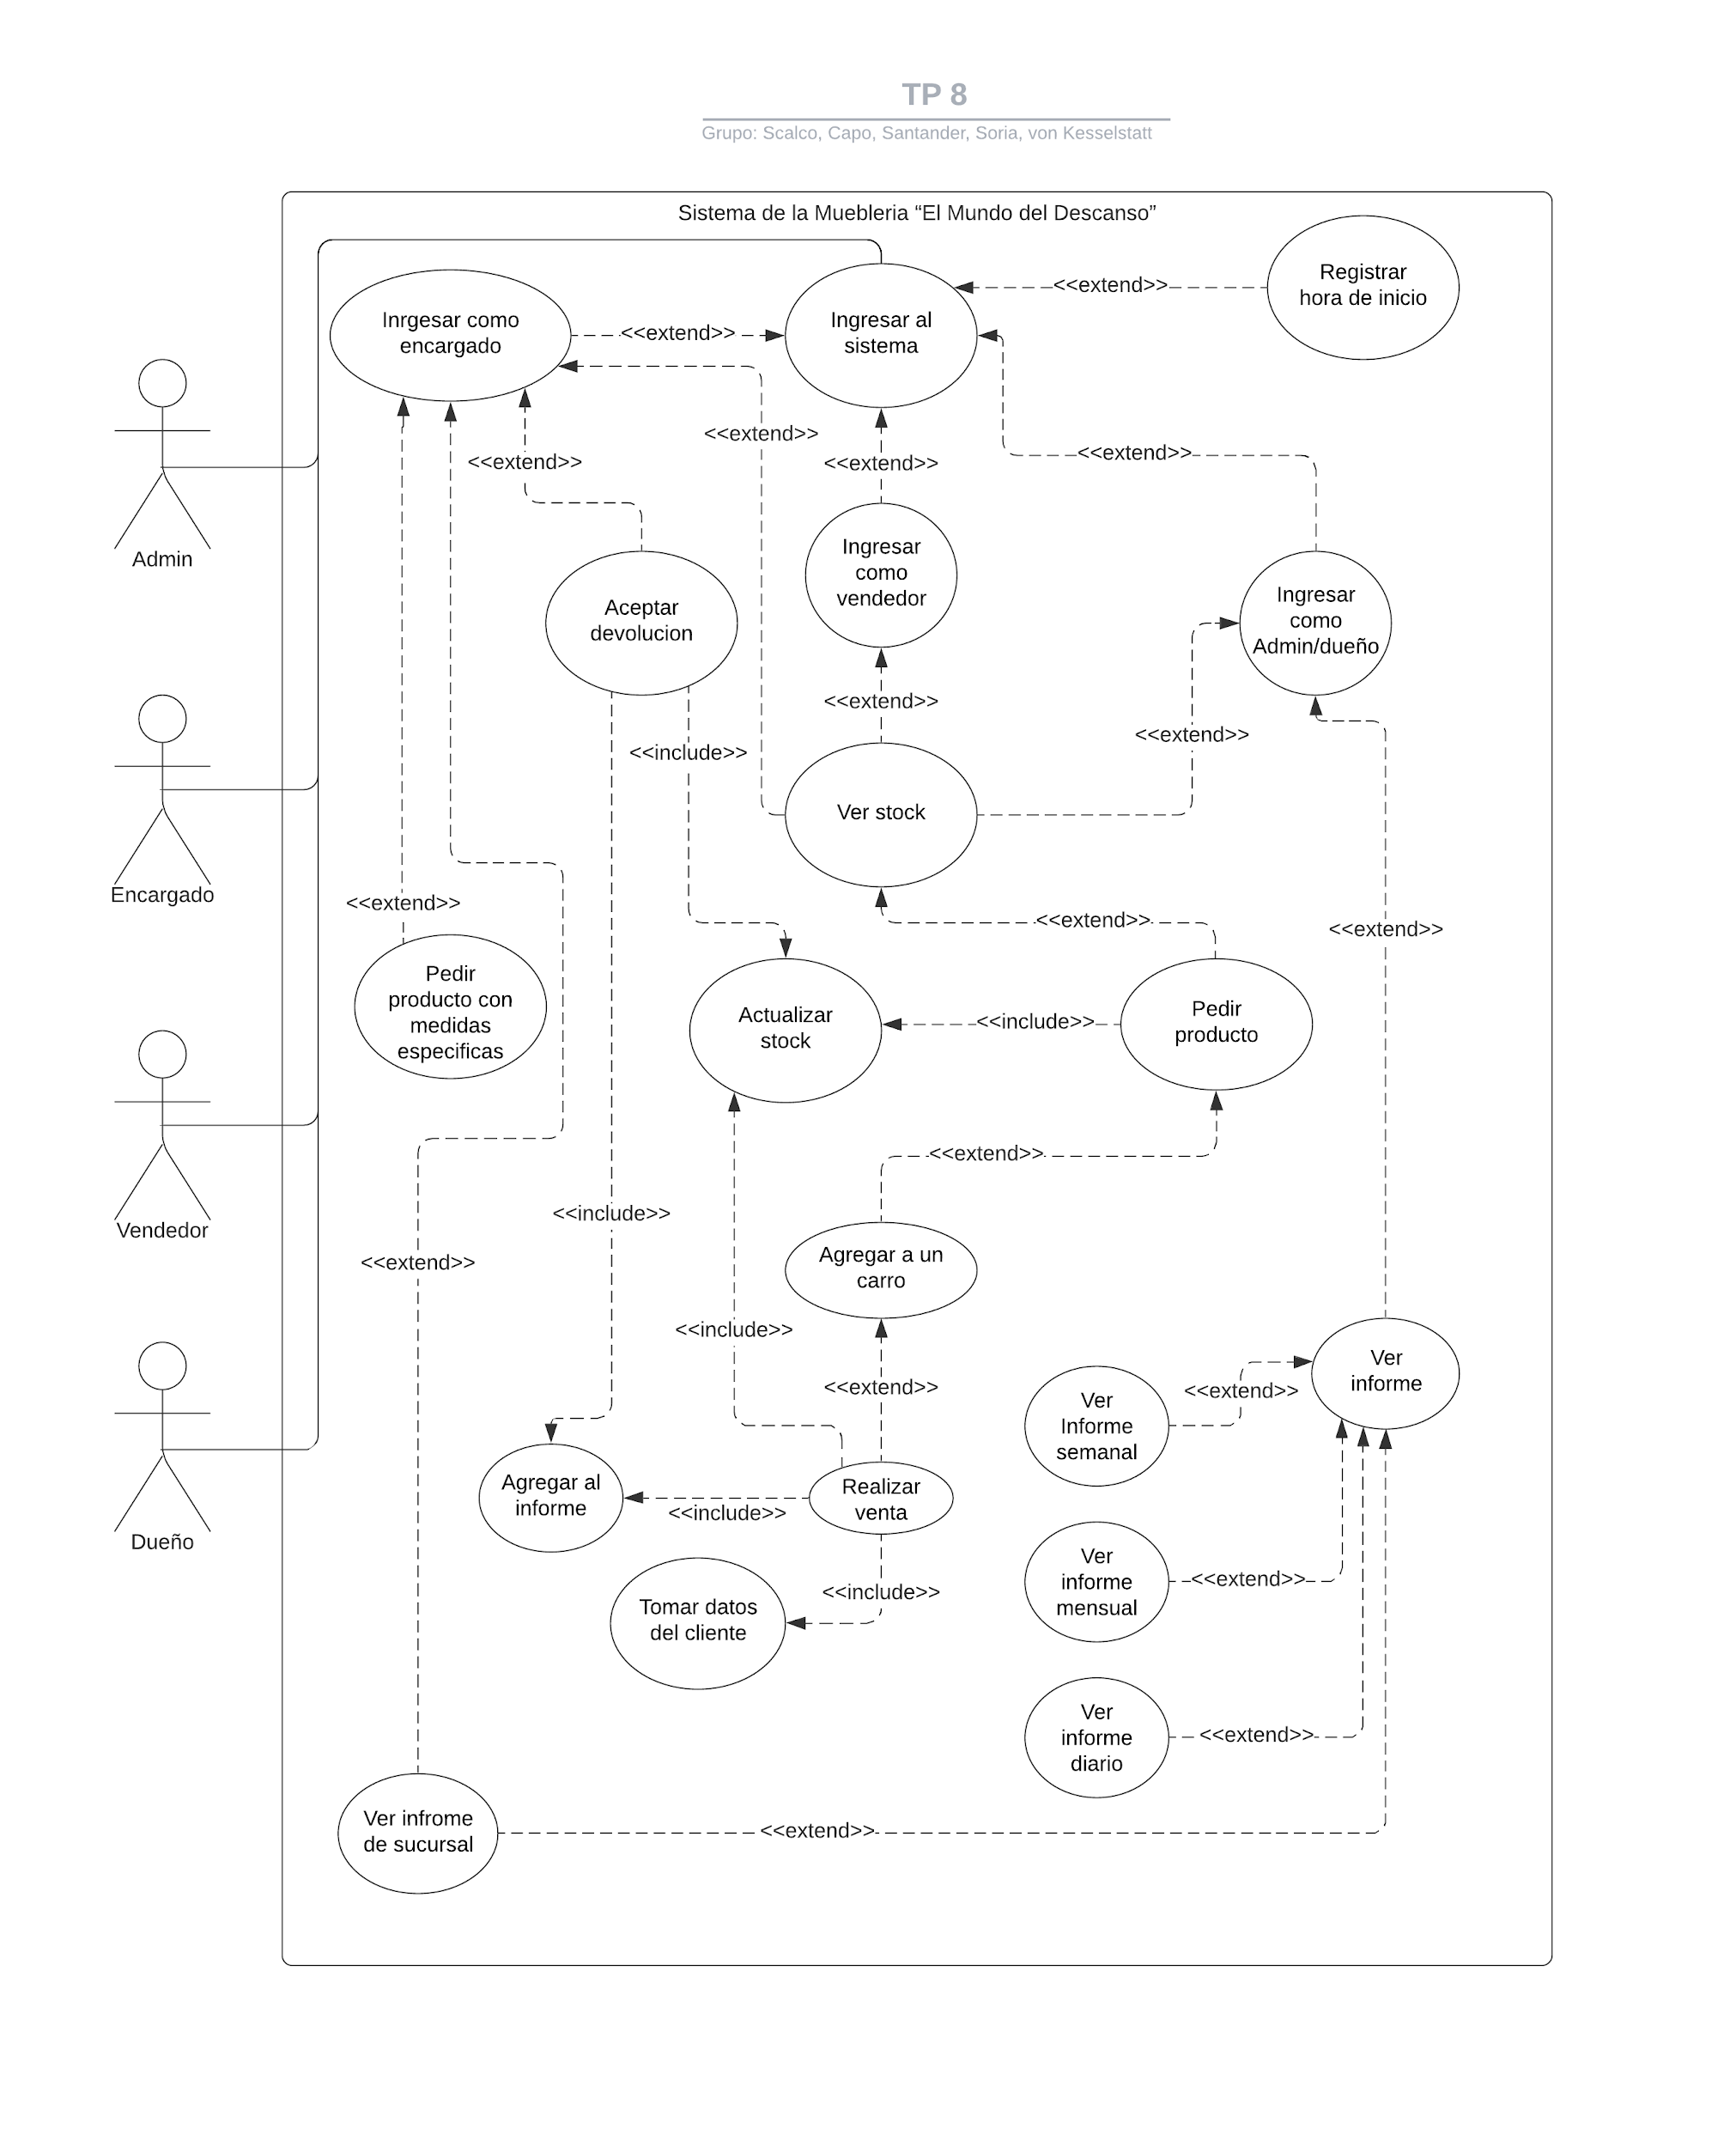 TP 8
Grupo: Scalco, Capo, Santander, Soria, von Kesselstatt
Sistema de la Muebleria “El Mundo del Descanso”
Registrar
hora de inicio
<<extend>>
Inrgesar como
encargado
<<extend>>
Ingresar al
sistema
<<extend>>
<<extend>>
<<extend>>
<<extend>>
Admin
Ingresar
como
vendedor
Aceptar
devolucion
Ingresar
como
Admin/dueño
<<extend>>
<<extend>>
<<include>>
Ver stock
Encargado
<<extend>>
<<extend>>
<<extend>>
Pedir
producto con
medidas
especificas
Actualizar
stock
<<include>>
Pedir
producto
<<extend>>
Vendedor
<<include>>
<<extend>>
Agregar a un
carro
<<include>>
<<extend>>
Ver
informe
<<extend>>
Ver
Informe
semanal
Agregar al
informe
<<include>>
Realizar
venta
Dueño
<<include>>
Tomar datos
del cliente
Ver
informe
mensual
<<extend>>
Ver
informe
diario
<<extend>>
Ver infrome
de sucursal
<<extend>>